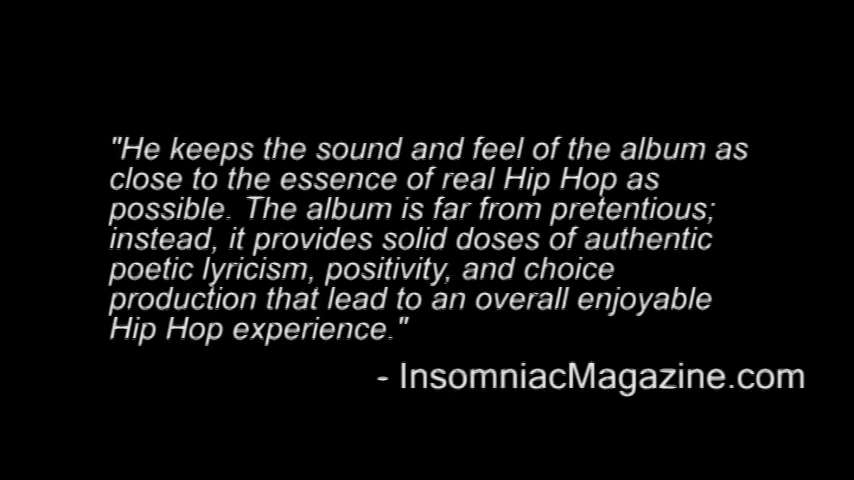 "He keeps the sound and feel of the album as
close to the essence of real Hip Hop as
possible. The album is far from pretentious;
instead, it provides solid doses of authentic
poetic lyricism, positivity, and choice
production that lead to an overall enjoyable
Hip Hop experience."
- InsomniacMagazine.com